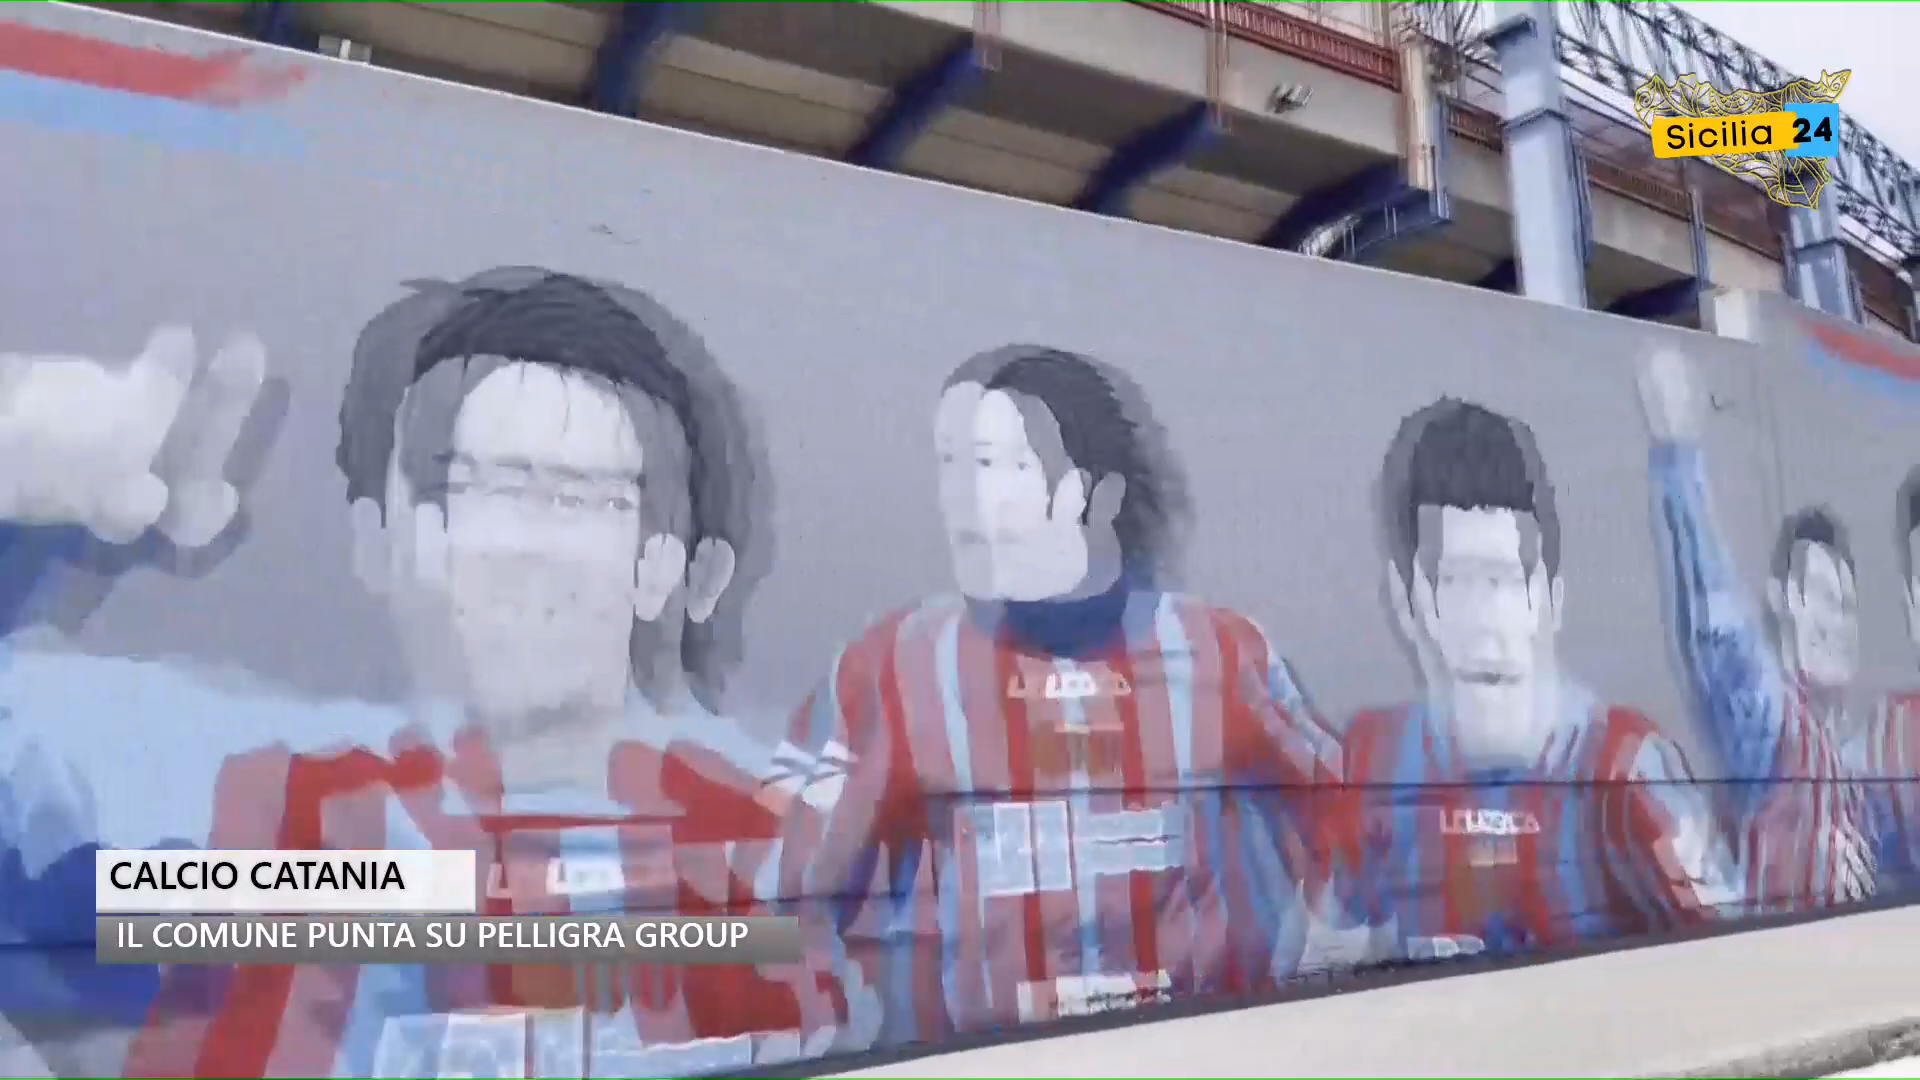 Sicilia 24
CALCIO CATANIA
IL COMUNE PUNTA SU PELLIGRA GROUP